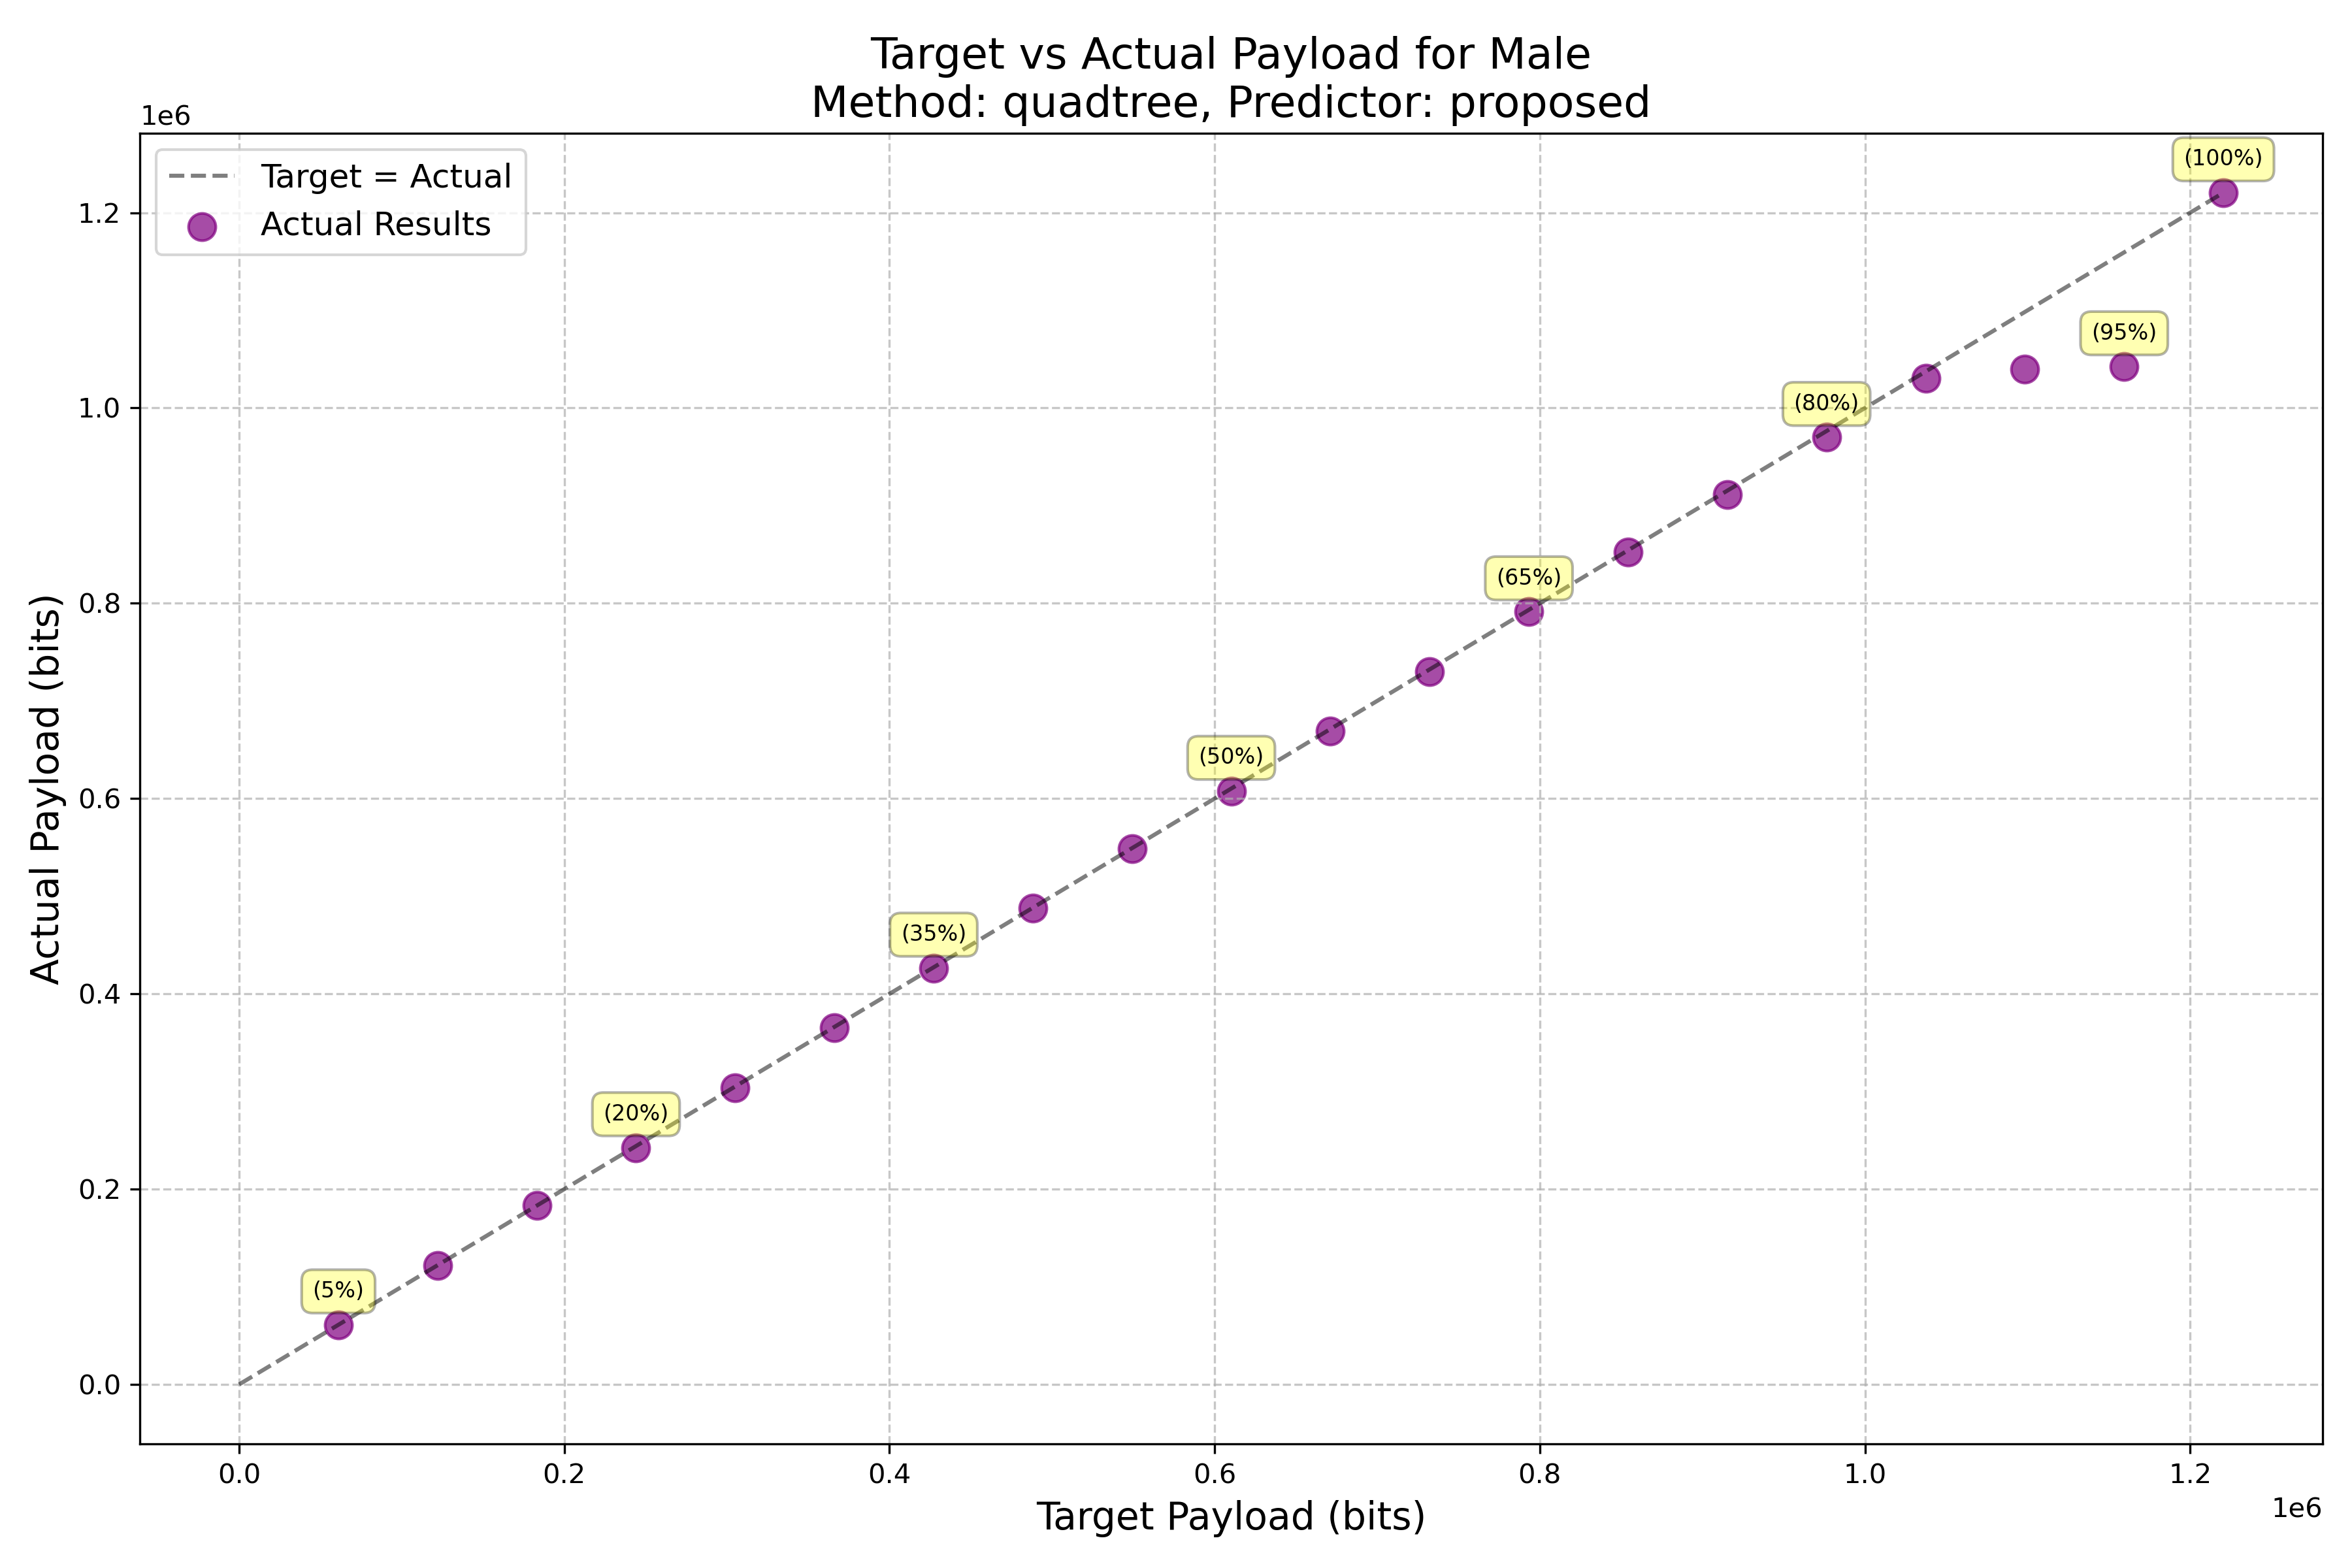 Target vs Actual Payload for Male
Method: quadtree, Predictor: proposed
1e6
Target = Actual
Actual Results
(100%)
(95%)
(80%)
(65%)
(50%)
(35%)
(20%)
(5%)
1.2
1.0
0.8
0.6
0.4
0.2
0.0
Actual Payload (bits)
0.0 0.2 0.4 0.6 0.8 1.0 1.2
1e6
Target Payload (bits)